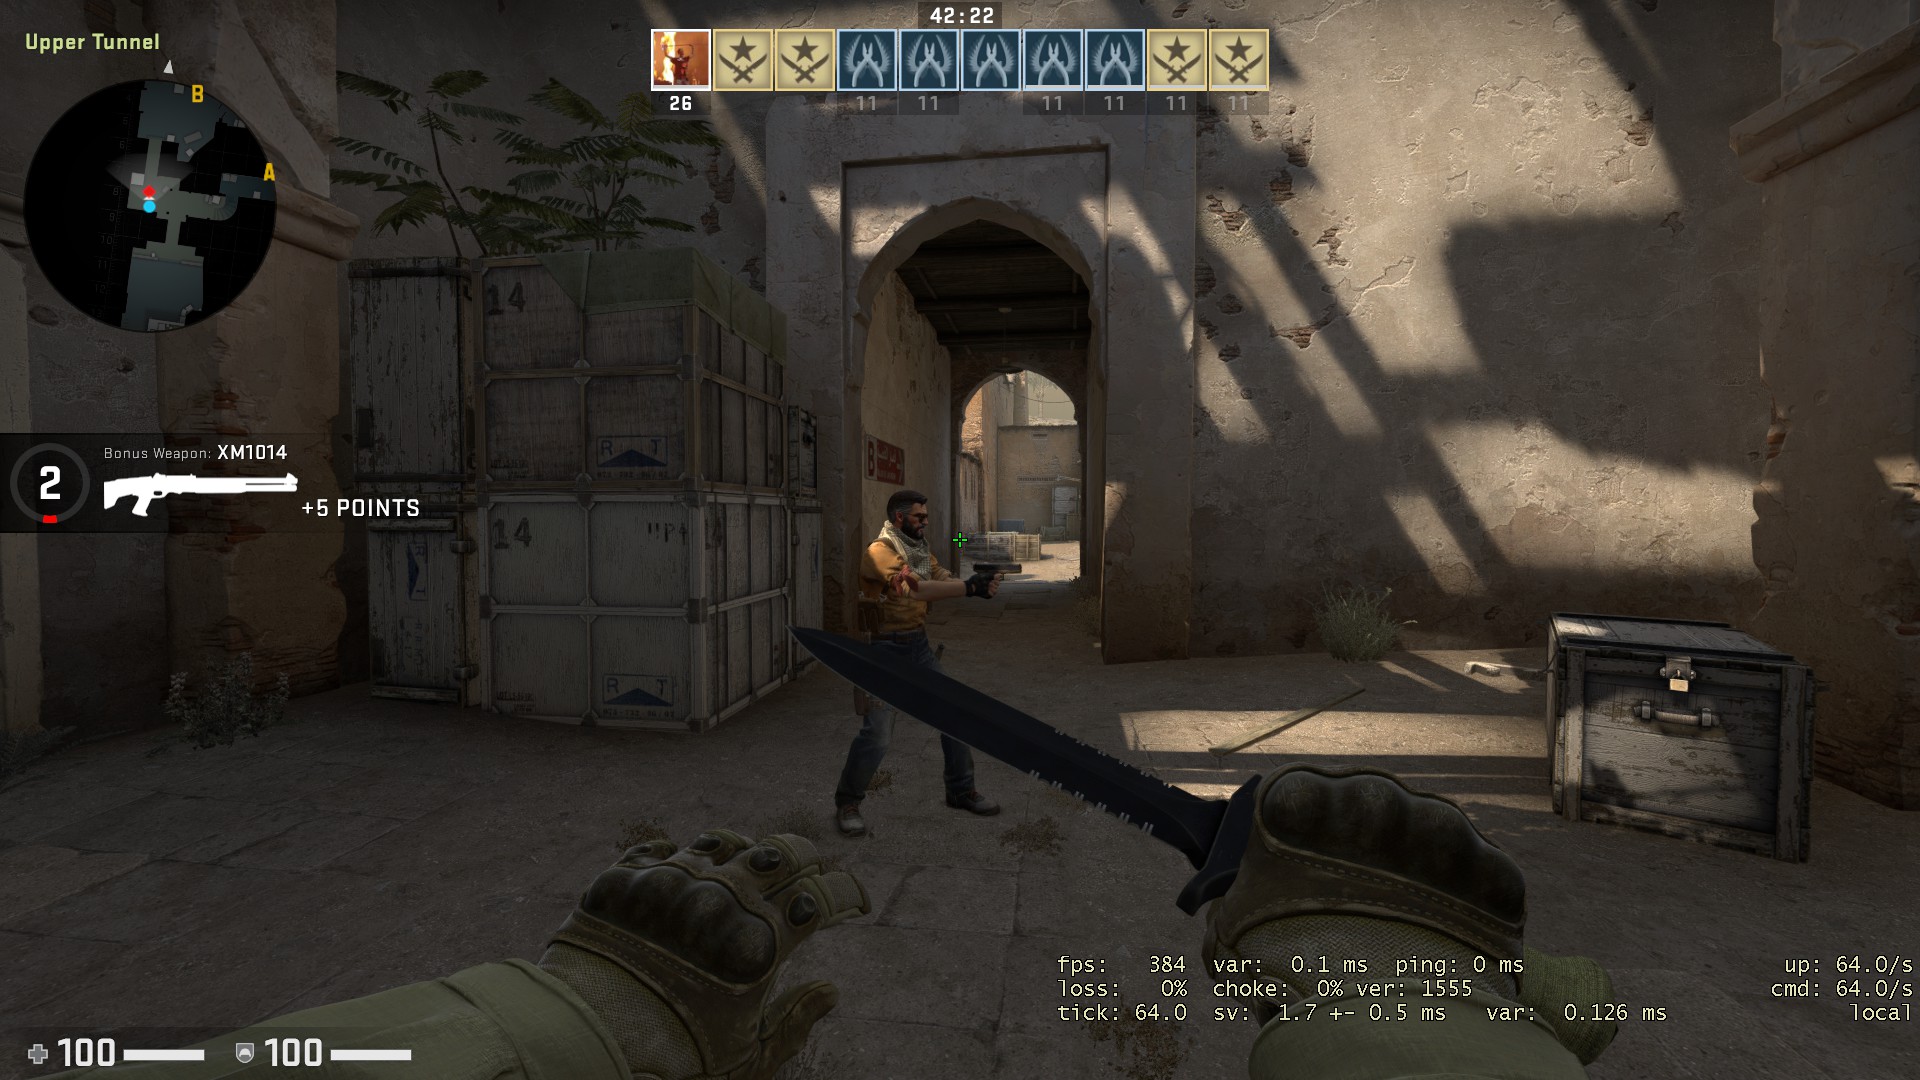 42:22
Upper Tunnel
B
A
26
11
11
11
11
11
11
14
R T
2
Bonus Weapon: XM1014
+5 POINTS
B
14
R T
fps: 384 var: 0.1 ms ping: 0 ms
up: 64.0/s
loss: 0% choke: 0% ver: 1555
cmd: 64.0/s
tick: 64.0 sv: 1.7 +- 0.5 ms var: 0.126 ms
local
100
100